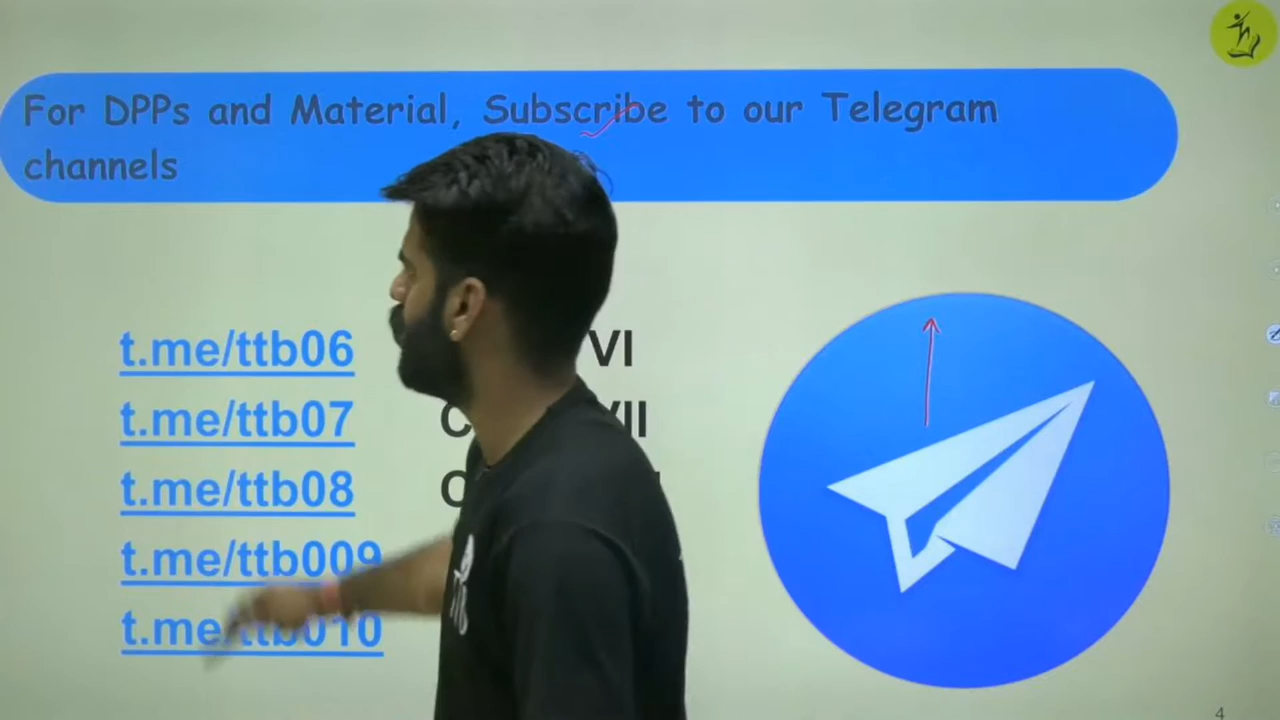 For DPPs and Material, Subscribe to our Telegram
channels
t.me/ttb06 VI
t.me/ttb07 C VII
t.me/ttb08 C
t.me/ttb009
t.me/ttb010
4